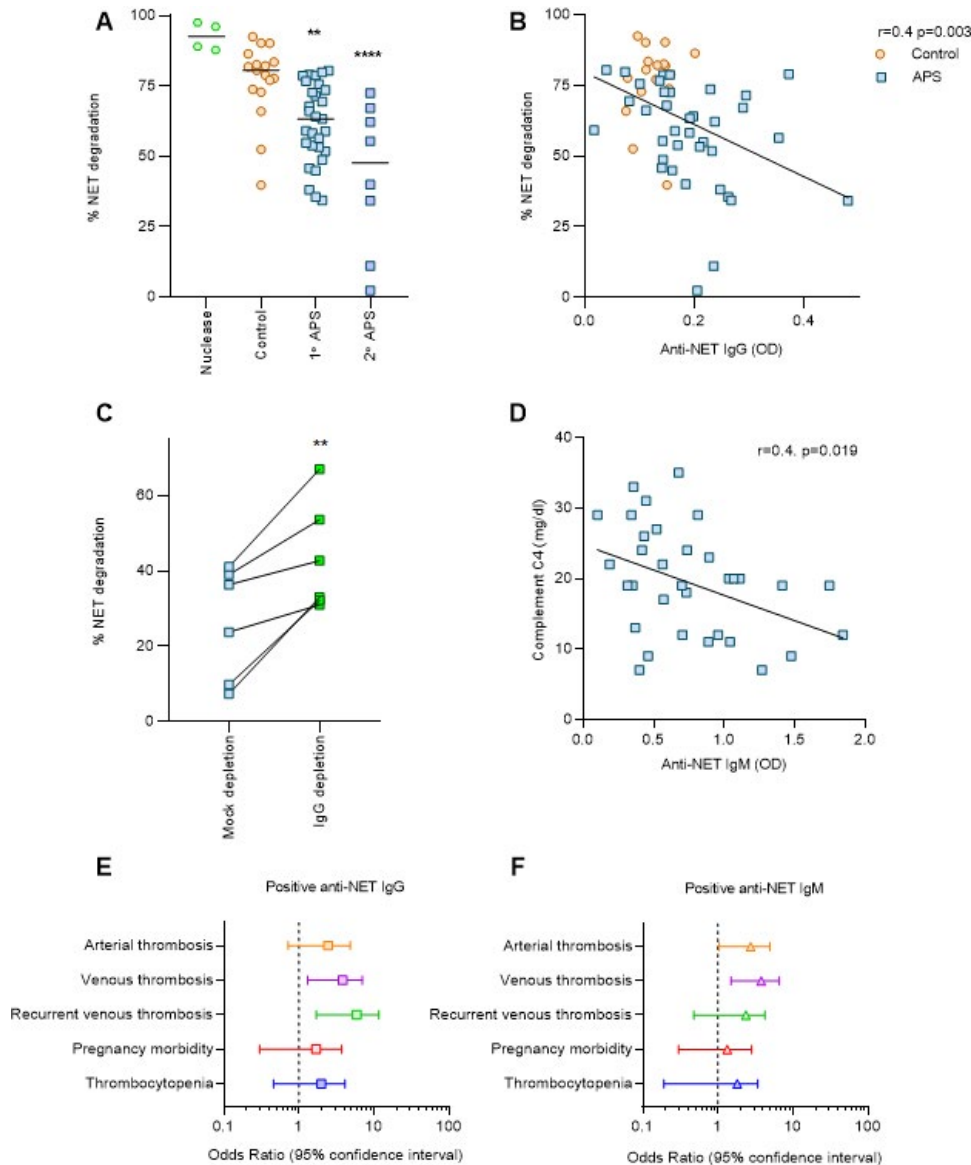 A
% NET degradation
100
75
50
25
0
**
****
Nuclease
Control
1° APS
2° APS
B
% NET degradation
100
75
50
25
0
0.0
0.2
0.4
Anti-NET IgG (OD)
r=0.4 p=0.003
Control
APS
C
% NET degradation
60
40
20
0
**
Mock depletion
IgG depletion
D
Complement C4 (mg/dl)
40
30
20
10
0
r=0.4. p=0.019
0.0
0.5
1.0
1.5
2.0
Anti-NET IgM (OD)
E
Positive anti-NET IgG
Arterial thrombosis
Venous thrombosis
Recurrent venous thrombosis
Pregnancy morbidity
Thrombocytopenia
0.1
1
10
100
Odds Ratio (95% confidence interval)
F
Positive anti-NET IgM
Arterial thrombosis
Venous thrombosis
Recurrent venous thrombosis
Pregnancy morbidity
Thrombocytopenia
0.1
1
10
100
Odds Ratio (95% confidence interval)